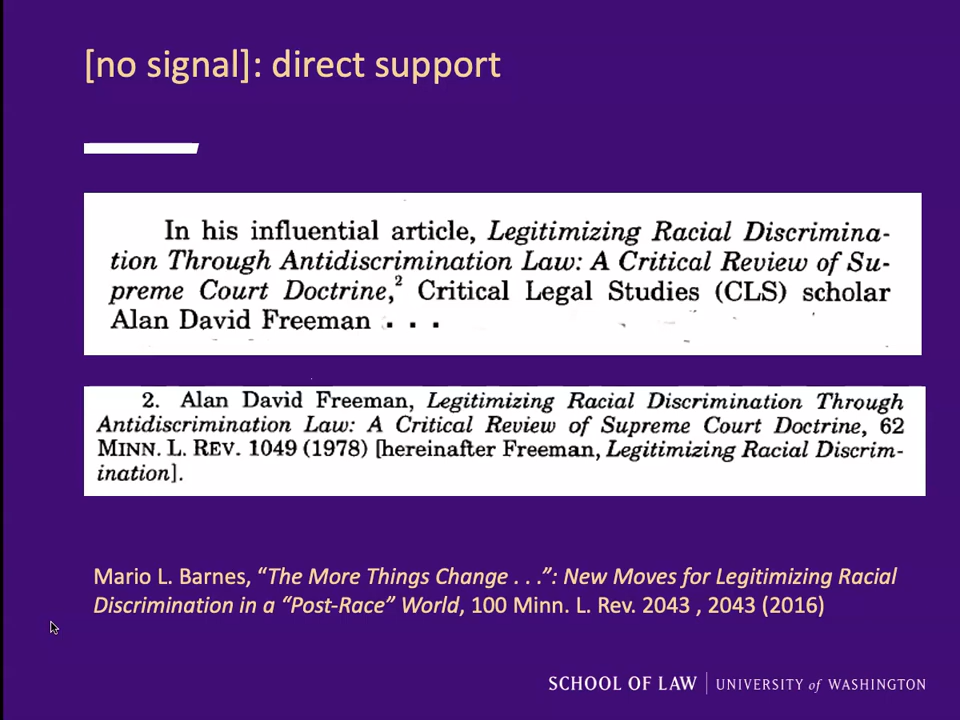 [no signal]: direct support
In his influential article, Legitimizing Racial Discrimina-
tion Through Antidiscrimination Law: A Critical Review of Su-
preme Court Doctrine,2 Critical Legal Studies (CLS) scholar
Alan David Freeman . . .
2. Alan David Freeman, Legitimizing Racial Discrimination Through
Antidiscrimination Law: A Critical Review of Supreme Court Doctrine, 62
MINN. L. REV. 1049 (1978) [hereinafter Freeman, Legitimizing Racial Discrim-
ination].
Mario L. Barnes, “The More Things Change . . .”: New Moves for Legitimizing Racial
Discrimination in a “Post-Race” World, 100 Minn. L. Rev. 2043 , 2043 (2016)
SCHOOL OF LAW | UNIVERSITY of WASHINGTON